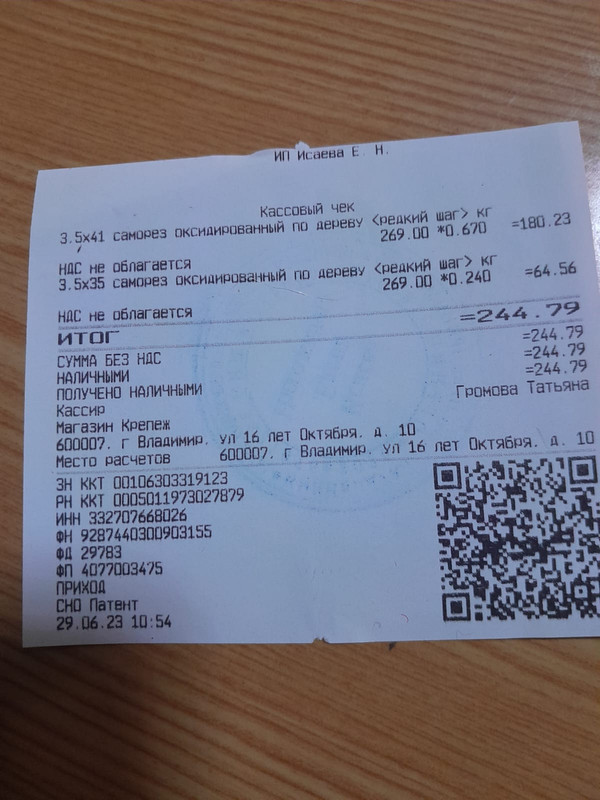 ИП Исаева Е. Н.
Кассовый чек
3.5х41 саморез оксидированный по дереву <редкий шаг> кг
269.00 *0.670 =180.23
НДС не облагается
3.5х35 саморез оксидированный по дереву <редкий шаг> кг
269.00 *0.240 =64.56
НДС не облагается
ИТОГ =244.79
СУММА БЕЗ НДС =244.79
НАЛИЧНЫМИ =244.79
ПОЛУЧЕНО НАЛИЧНЫМИ =244.79
Кассир Громова Татьяна
Магазин Крепеж
600007. г Владимир. ул 16 лет Октября. д. 10
Место расчетов 600007. г Владимир. ул 16 лет Октября. д. 10
ЗН ККТ 00106303319123
РН ККТ 0005011973027879
ИНН 332707668026
ФН 9287440300903155
ФД 29783
ФП 4077003475
ПРИХОД
СНО Патент
29.06.23 10:54